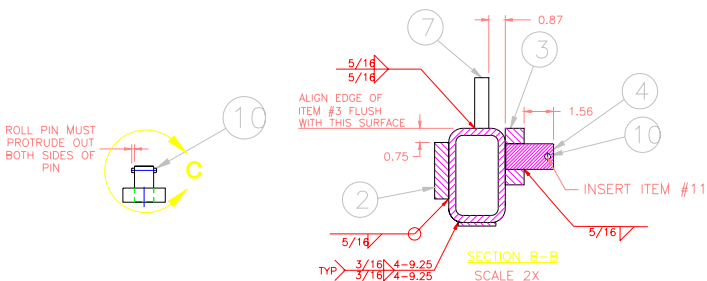 10
ROLL PIN MUST
PROTRUDE OUT
BOTH SIDES OF
PIN
C
7
0.87
3
5/16
5/16
ALIGN EDGE OF
ITEM #3 FLUSH
WITH THIS SURFACE
1.56
4
10
0.75
2
INSERT ITEM #11
5/16
5/16
SECTION B-B
SCALE 2X
TYP
3/16 4-9.25
3/16 4-9.25